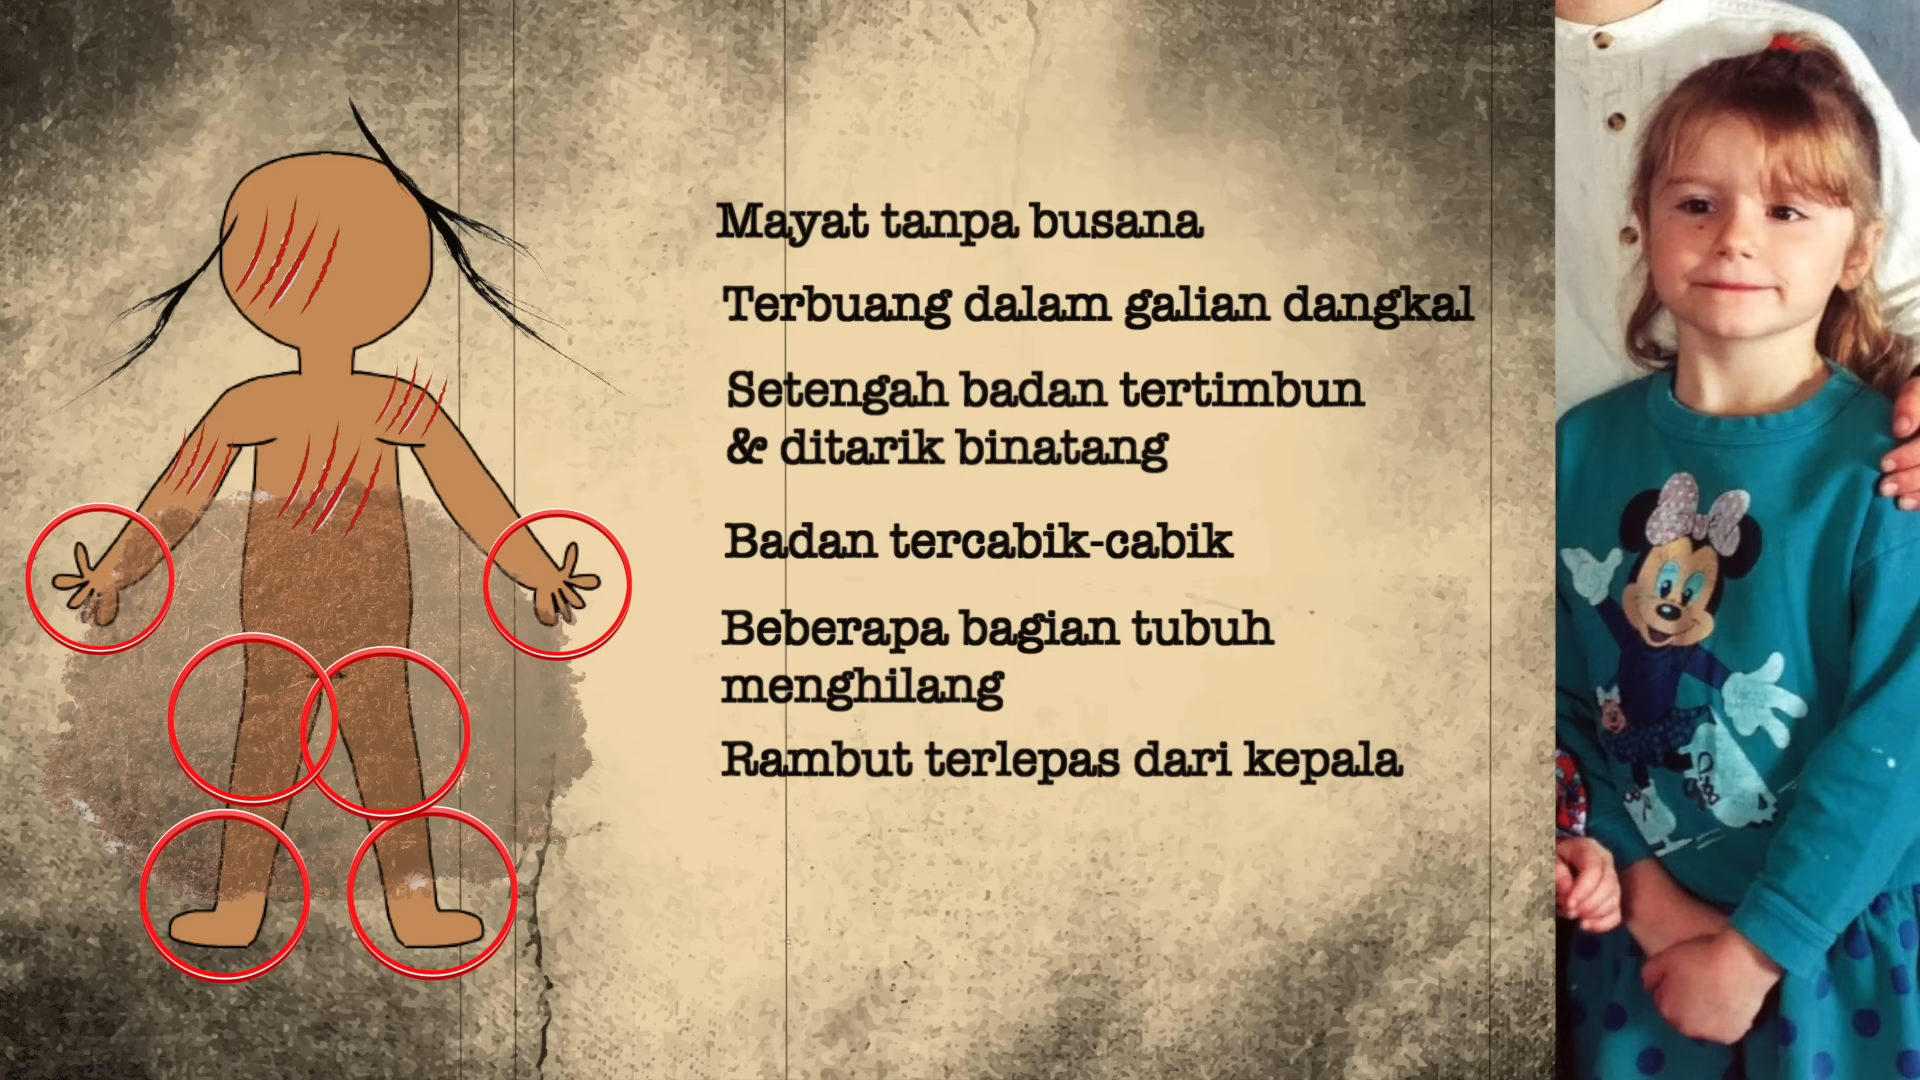 Mayat tanpa busana
Terbuang dalam galian dangkal
Setengah badan tertimbun
& ditarik binatang
Badan tercabik-cabik
Beberapa bagian tubuh
menghilang
Rambut terlepas dari kepala